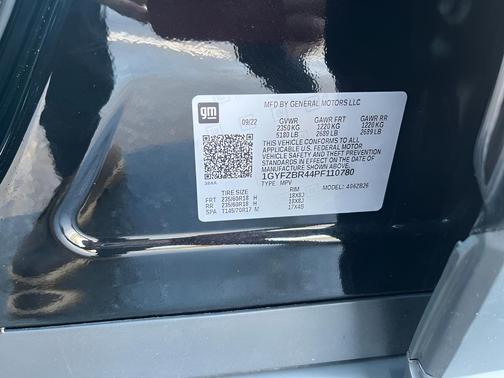 gm
MFD BY GENERAL MOTORS LLC
09/22 GVWR GAWR FRT GAWR RR
2350 KG 1220 KG 1220 KG
5180 LB 2689 LB 2689 LB
THIS VEHICLE CONFORMS TO ALL
APPLICABLE U.S. FEDERAL MOTOR
VEHICLE SAFETY AND THEFT PREVENTION
STANDARDS IN EFFECT ON THE DATE OF
MANUFACTURE SHOWN ABOVE.
1GYFZBR44PF110780
TYPE: MPV MODEL: 4962B26
TIRE SIZE RIM
FRT 235/60R18 H 18X8J
RR 235/60R18 H 18X8J
SPA T145/70R17 M 17X4B